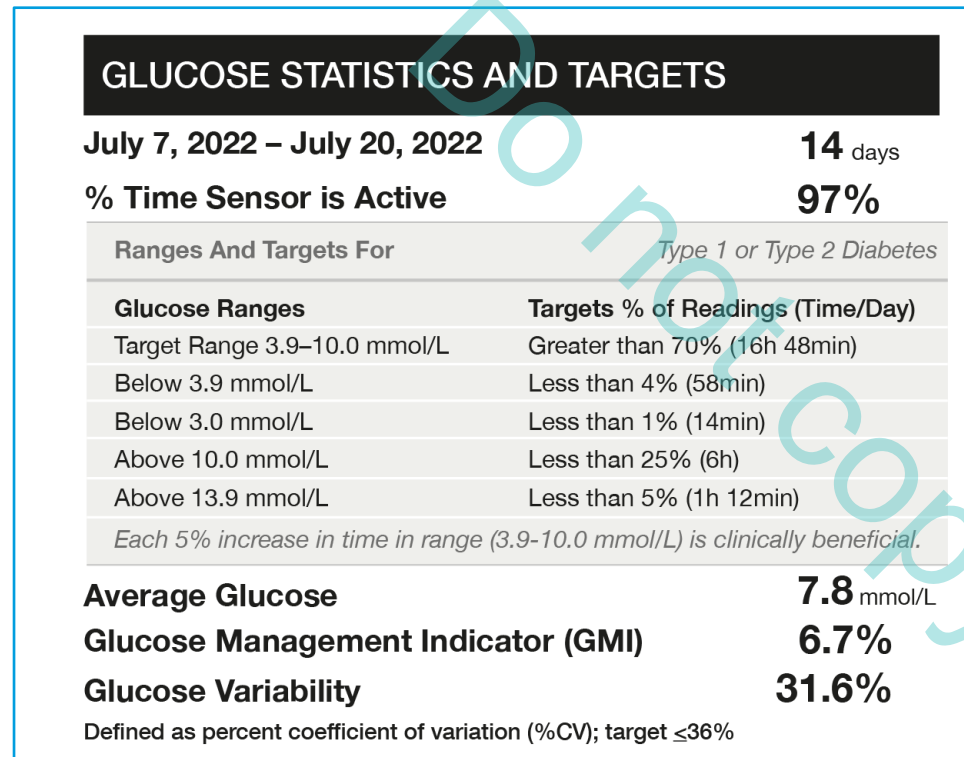 GLUCOSE STATISTICS AND TARGETS
July 7, 2022 – July 20, 2022 14 days
% Time Sensor is Active 97%
Ranges And Targets For Type 1 or Type 2 Diabetes
Glucose Ranges Targets % of Readings (Time/Day)
Target Range 3.9–10.0 mmol/L Greater than 70% (16h 48min)
Below 3.9 mmol/L Less than 4% (58min)
Below 3.0 mmol/L Less than 1% (14min)
Above 10.0 mmol/L Less than 25% (6h)
Above 13.9 mmol/L Less than 5% (1h 12min)
Each 5% increase in time in range (3.9-10.0 mmol/L) is clinically beneficial.
Average Glucose 7.8 mmol/L
Glucose Management Indicator (GMI) 6.7%
Glucose Variability 31.6%
Defined as percent coefficient of variation (%CV); target ≤36%
Do not copy